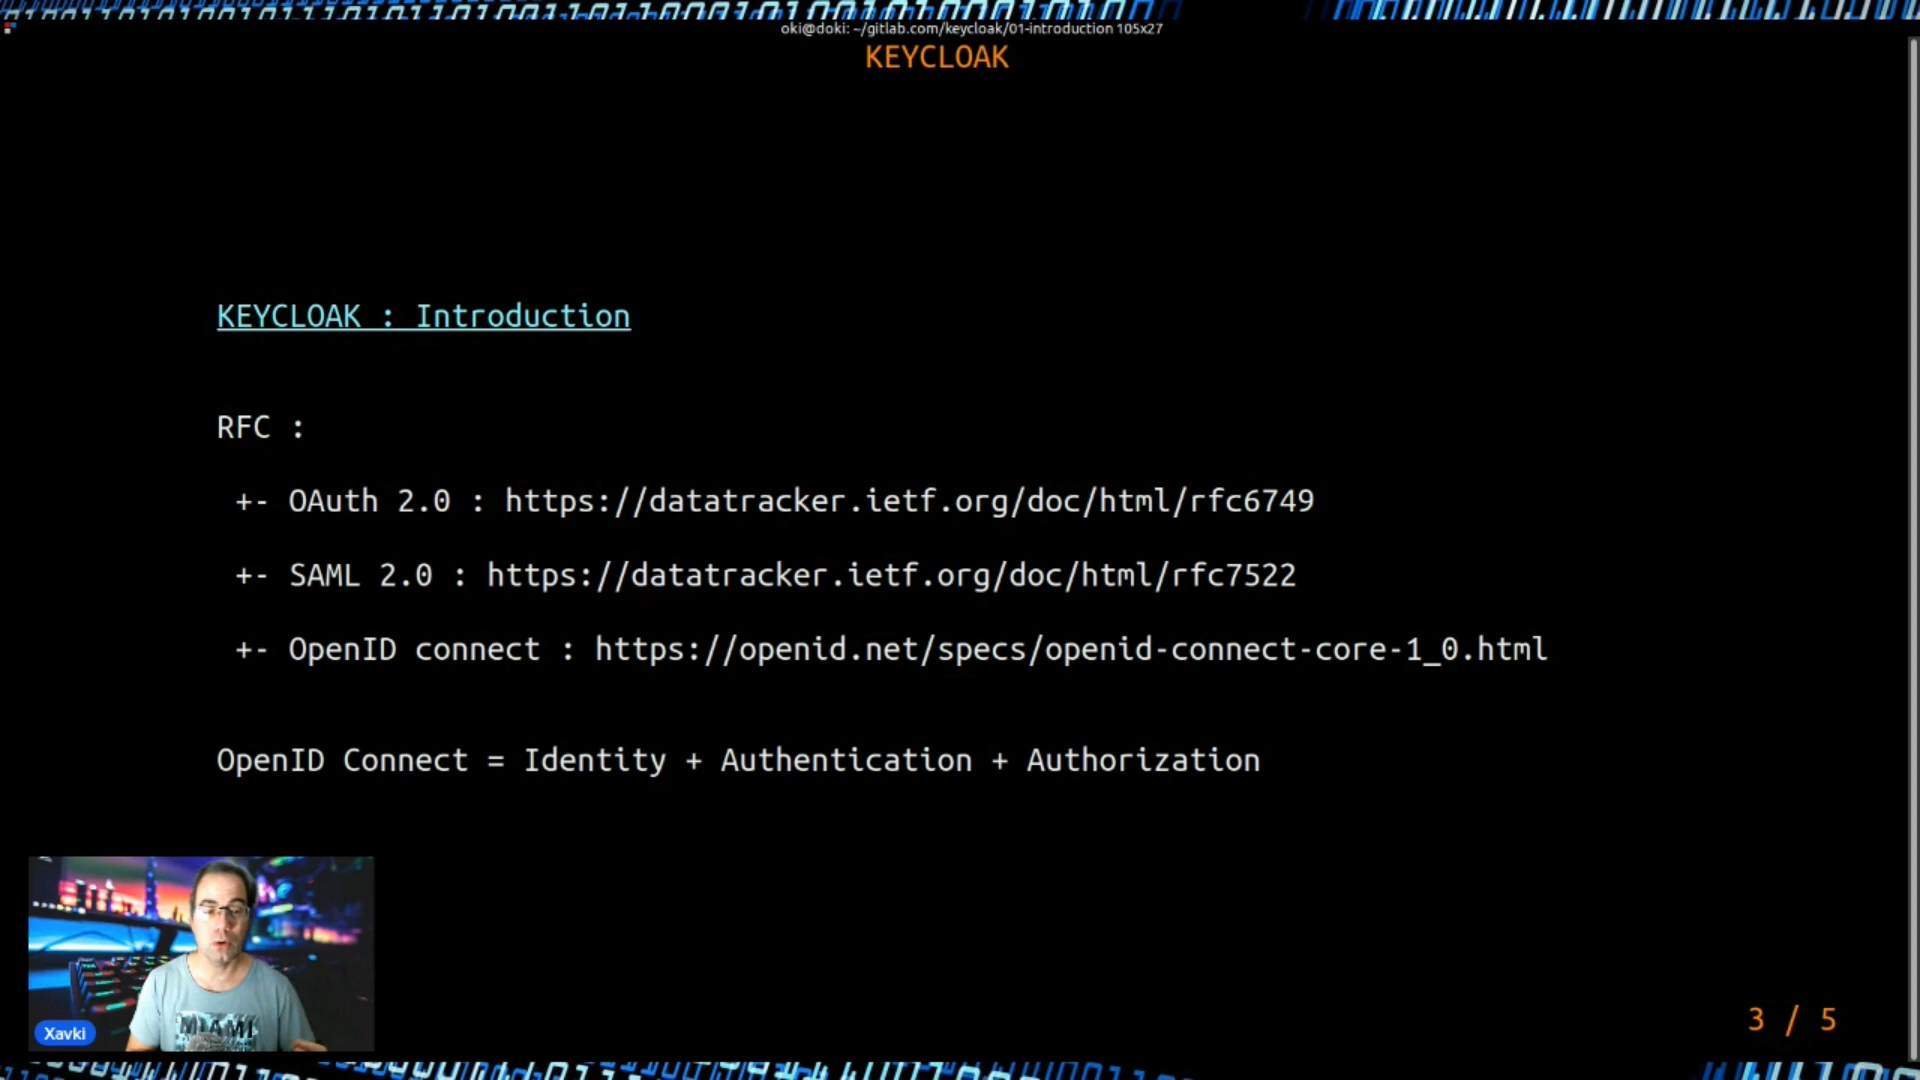 oki@doki: ~/gitlab.com/keycloak/01-introduction 105x27
KEYCLOAK
KEYCLOAK : Introduction
RFC :
+- OAuth 2.0 : https://datatracker.ietf.org/doc/html/rfc6749
+- SAML 2.0 : https://datatracker.ietf.org/doc/html/rfc7522
+- OpenID connect : https://openid.net/specs/openid-connect-core-1_0.html
OpenID Connect = Identity + Authentication + Authorization
MIAMI
Xavki
3 / 5